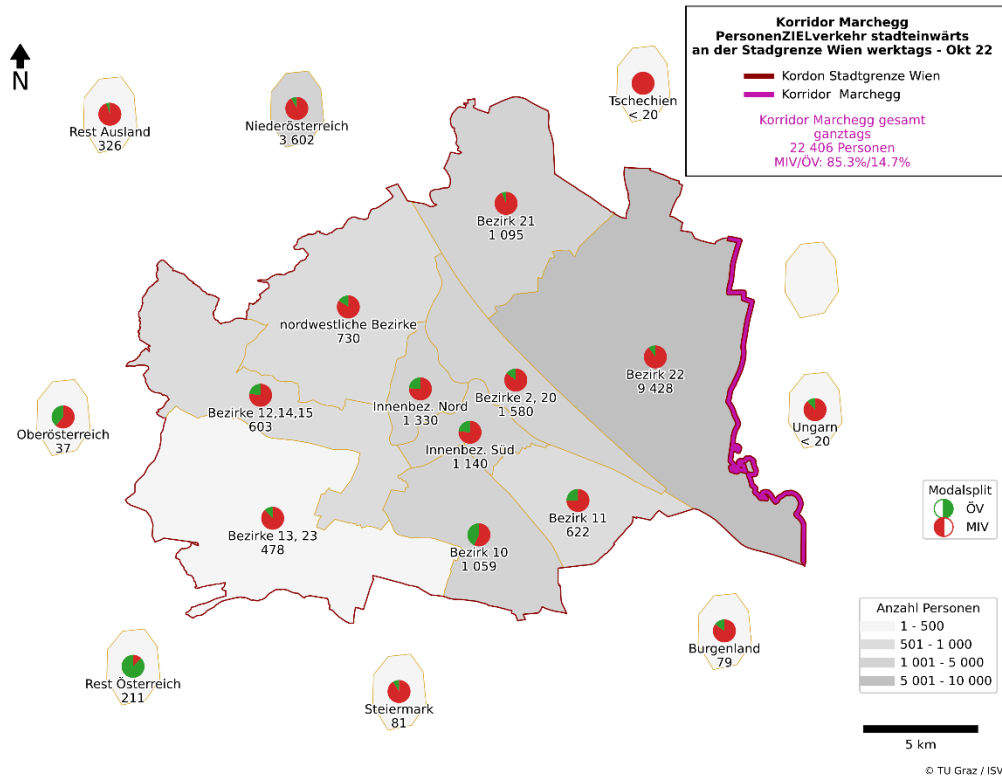 Korridor Marchegg
PersonenZIELverkehr stadteinwärts
an der Stadgrenze Wien werktags - Okt 22
Kordon Stadtgrenze Wien
Korridor Marchegg
Korridor Marchegg gesamt
ganztags
22 406 Personen
MIV/ÖV: 85.3%/14.7%
N
Rest Ausland
326
Niederösterreich
3 602
Tschechien
< 20
Bezirk 21
1 095
nordwestliche Bezirke
730
Bezirk 22
9 428
Bezirke 12,14,15
603
Innenbez. Nord
1 330
Bezirke 2, 20
1 580
Oberösterreich
37
Ungarn
< 20
Innenbez. Süd
1 140
Bezirke 13, 23
478
Bezirk 10
1 059
Bezirk 11
622
Modalsplit
ÖV
MIV
Rest Österreich
211
Steiermark
81
Burgenland
79
Anzahl Personen
1 - 500
501 - 1 000
1 001 - 5 000
5 001 - 10 000
5 km
© TU Graz / ISV